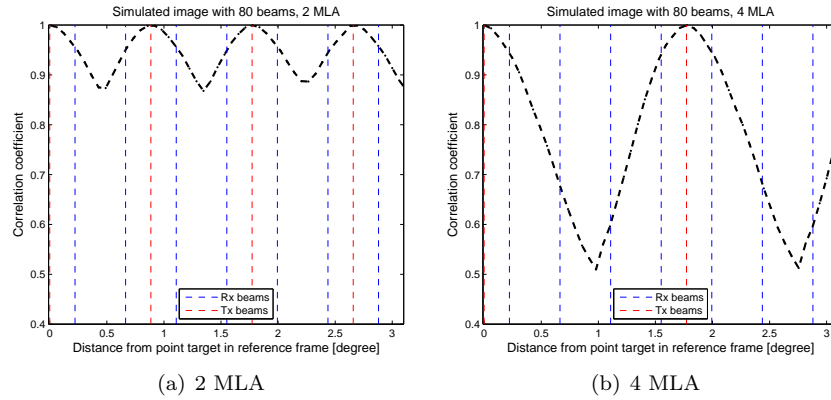 Simulated image with 80 beams, 2 MLA
1
0.9
0.8
0.7
0.6
0.5
0.4
Correlation coefficient
0 0.5 1 1.5 2 2.5 3
Distance from point target in reference frame [degree]
Rx beams
Tx beams
(a) 2 MLA
Simulated image with 80 beams, 4 MLA
1
0.9
0.8
0.7
0.6
0.5
0.4
Correlation coefficient
0 0.5 1 1.5 2 2.5 3
Distance from point target in reference frame [degree]
Rx beams
Tx beams
(b) 4 MLA